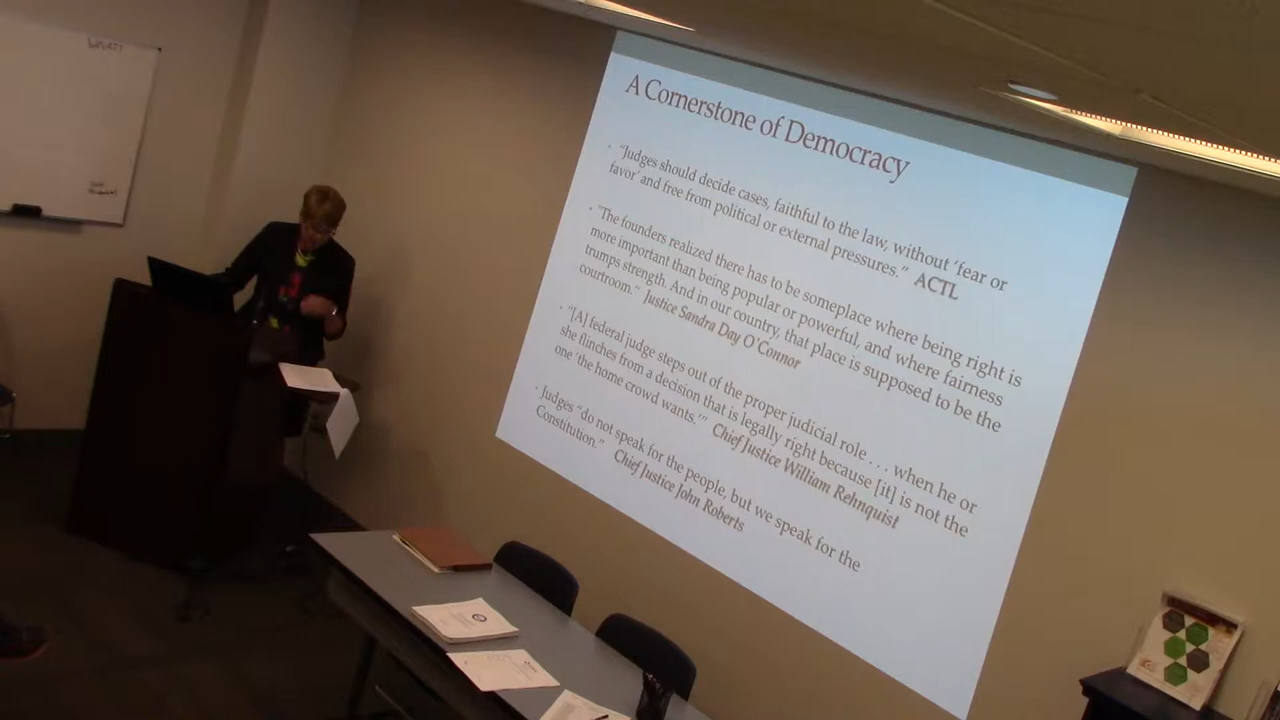 A Cornerstone of Democracy
• "Judges should decide cases, faithful to the law, without 'fear or
favor' and free from political or external pressures." ACTL
• "The founders realized there has to be someplace where being right is
more important than being popular or powerful, and where fairness
trumps strength. And in our country, that place is supposed to be the
courtroom." Justice Sandra Day O'Connor
• "[A] federal judge steps out of the proper judicial role . . . when he or
she flinches from a decision that is legally right because [it] is not the
one 'the home crowd wants.'" Chief Justice William Rehnquist
• Judges "do not speak for the people, but we speak for the
Constitution." Chief Justice John Roberts